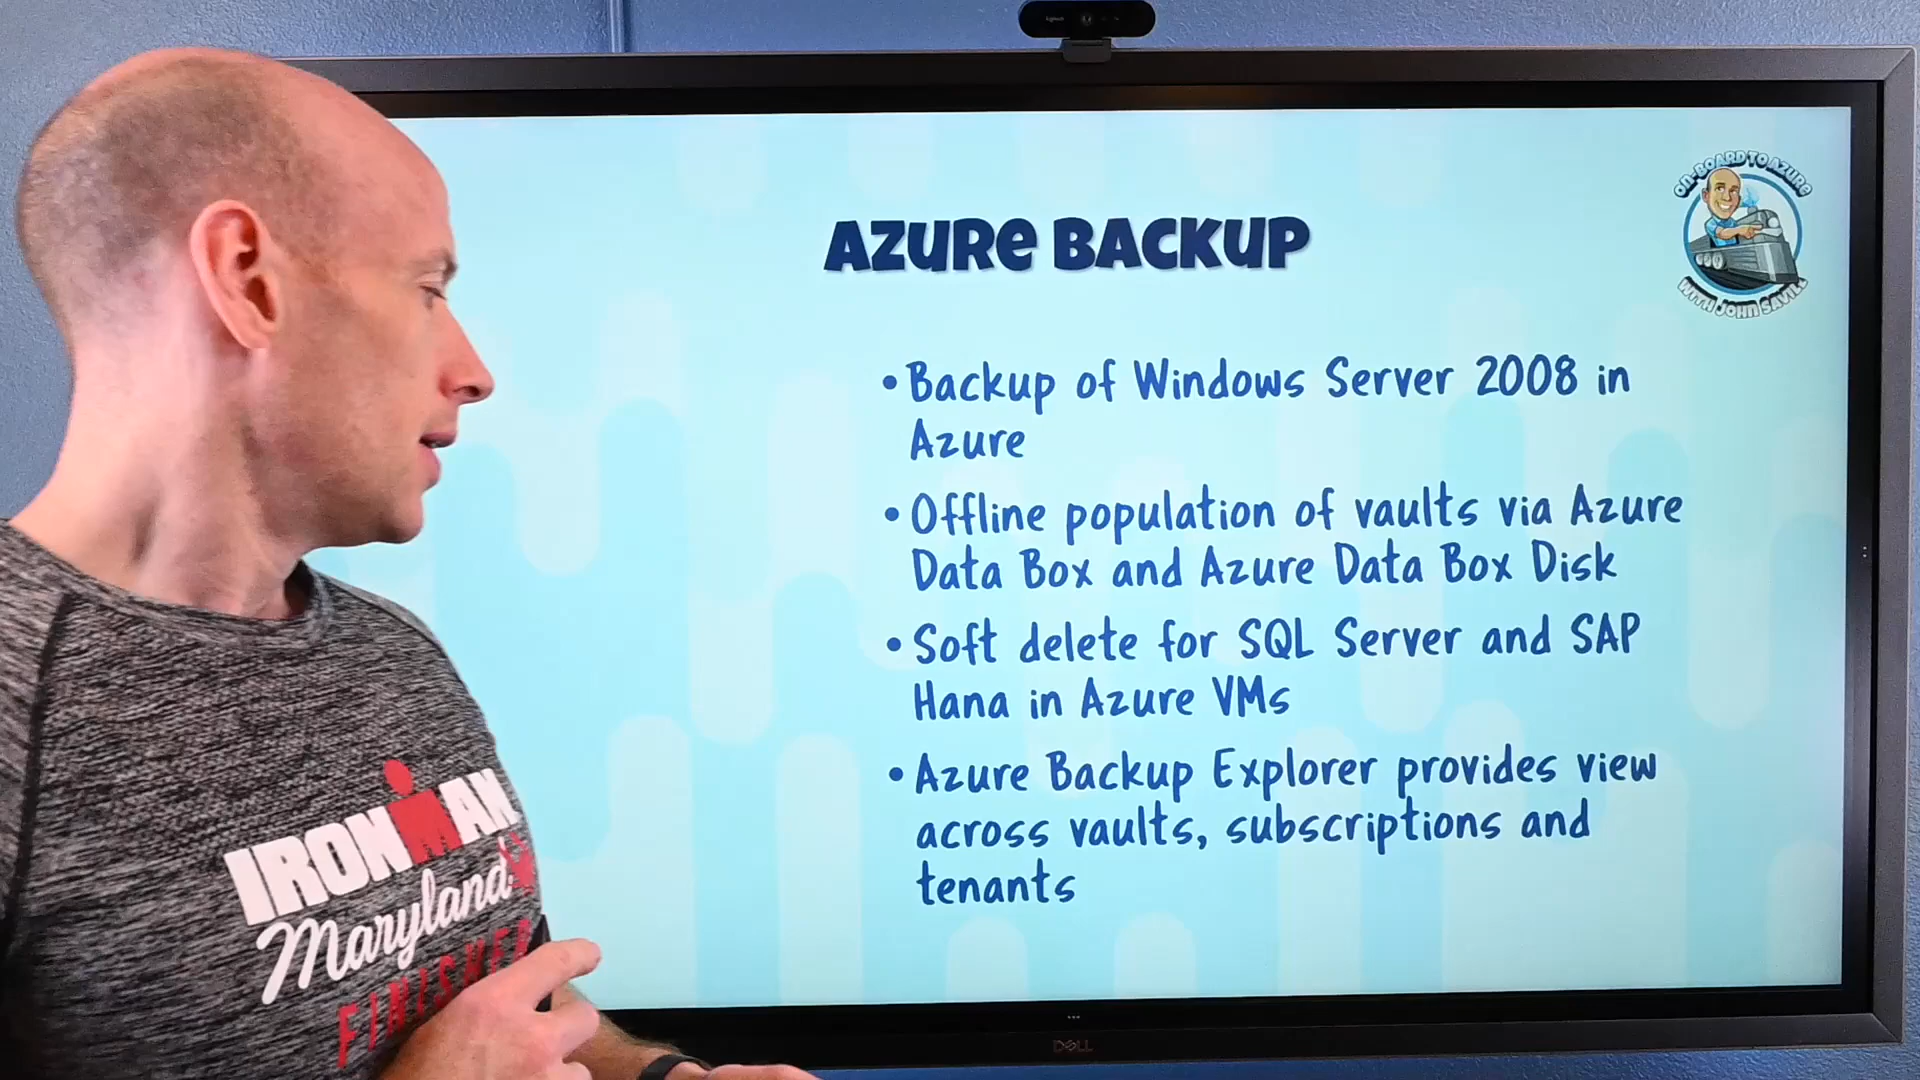 logitech
ON-BOARD TO AZURE
WITH JOHN SAVILL
AZURE BACKUP
•Backup of Windows Server 2008 in
Azure
•Offline population of vaults via Azure
Data Box and Azure Data Box Disk
•Soft delete for SQL Server and SAP
Hana in Azure VMs
•Azure Backup Explorer provides view
across vaults, subscriptions and
tenants
IRONMAN
Maryland
FINISHER
DELL